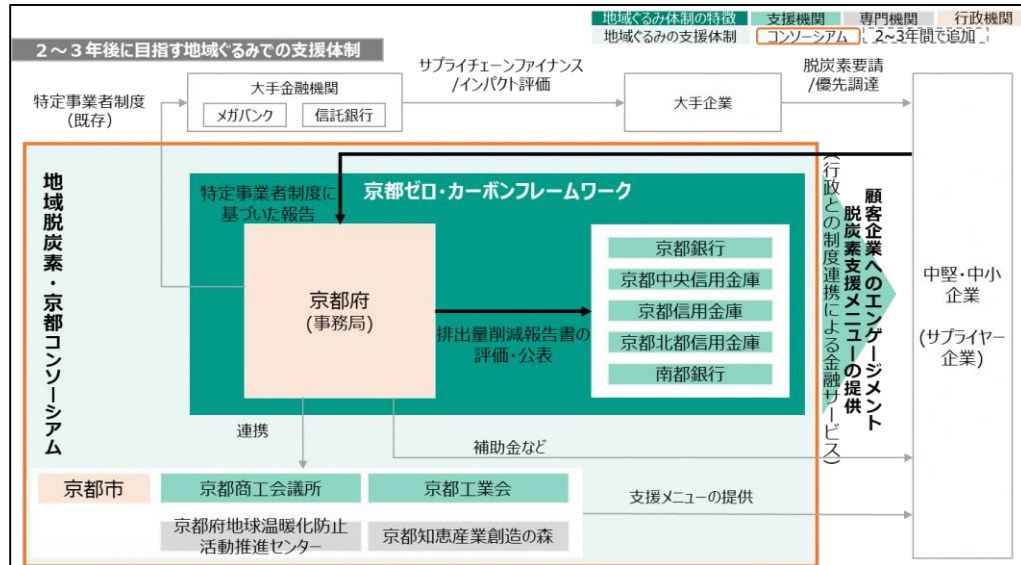 地域ぐるみ体制の特徴
支援機関
専門機関
行政機関
地域ぐるみの支援体制
コンソーシアム
2~3年間で追加
2~3年後に目指す地域ぐるみでの支援体制
特定事業者制度
(既存)
大手金融機関
メガバンク
信託銀行
サプライチェーンファイナンス
/インパクト評価
大手企業
脱炭素要請
/優先調達
地域脱炭素・京都コンソーシアム
特定事業者制度に
基づいた報告
京都ゼロ・カーボンフレームワーク
京都府
(事務局)
排出量削減報告書の
評価・公表
京都銀行
京都中央信用金庫
京都信用金庫
京都北都信用金庫
南都銀行
顧客企業へのエンゲージメント
脱炭素支援メニューの提供
(行政との制度連携による金融サービス)
中堅・中小
企業
(サプライヤー
企業)
連携
補助金など
京都市
京都商工会議所
京都工業会
京都府地球温暖化防止
活動推進センター
京都知恵産業創造の森
支援メニューの提供